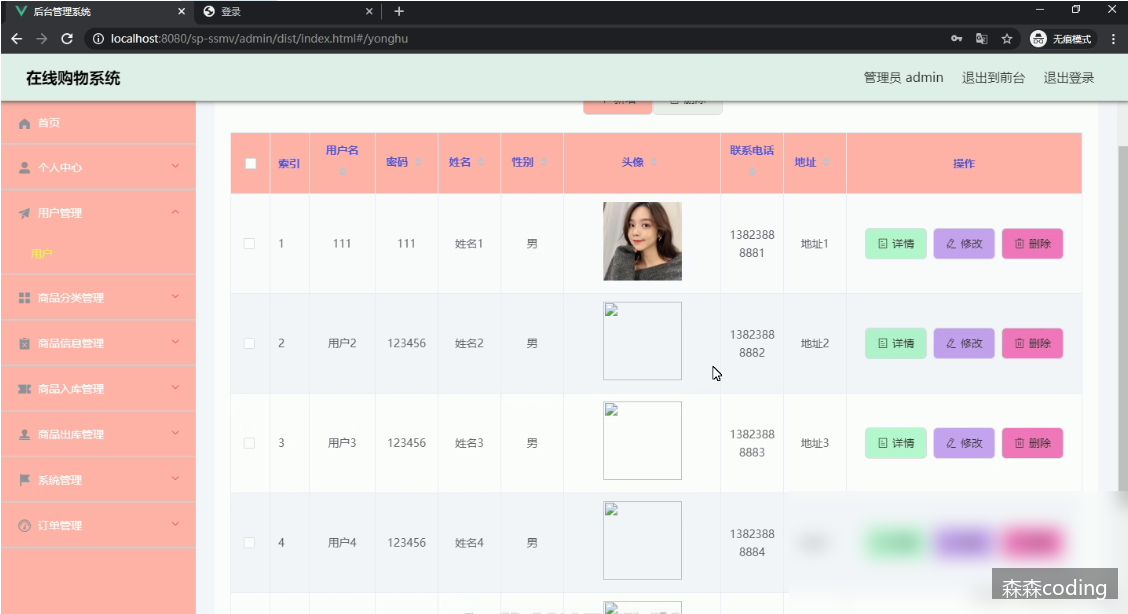 后台管理系统
登录
localhost:8080/sp-ssmv/admin/dist/index.html#/yonghu
无痕模式
在线购物系统
管理员 admin 退出到前台 退出登录
首页
个人中心
用户管理
用户
商品分类管理
商品信息管理
商品入库管理
商品出库管理
系统管理
订单管理
索引 用户名 密码 姓名 性别 头像 联系电话 地址 操作
1 111 111 姓名1 男 13823888881 地址1 详情 修改 删除
2 用户2 123456 姓名2 男 13823888882 地址2 详情 修改 删除
3 用户3 123456 姓名3 男 13823888883 地址3 详情 修改 删除
4 用户4 123456 姓名4 男 13823888884
森森coding